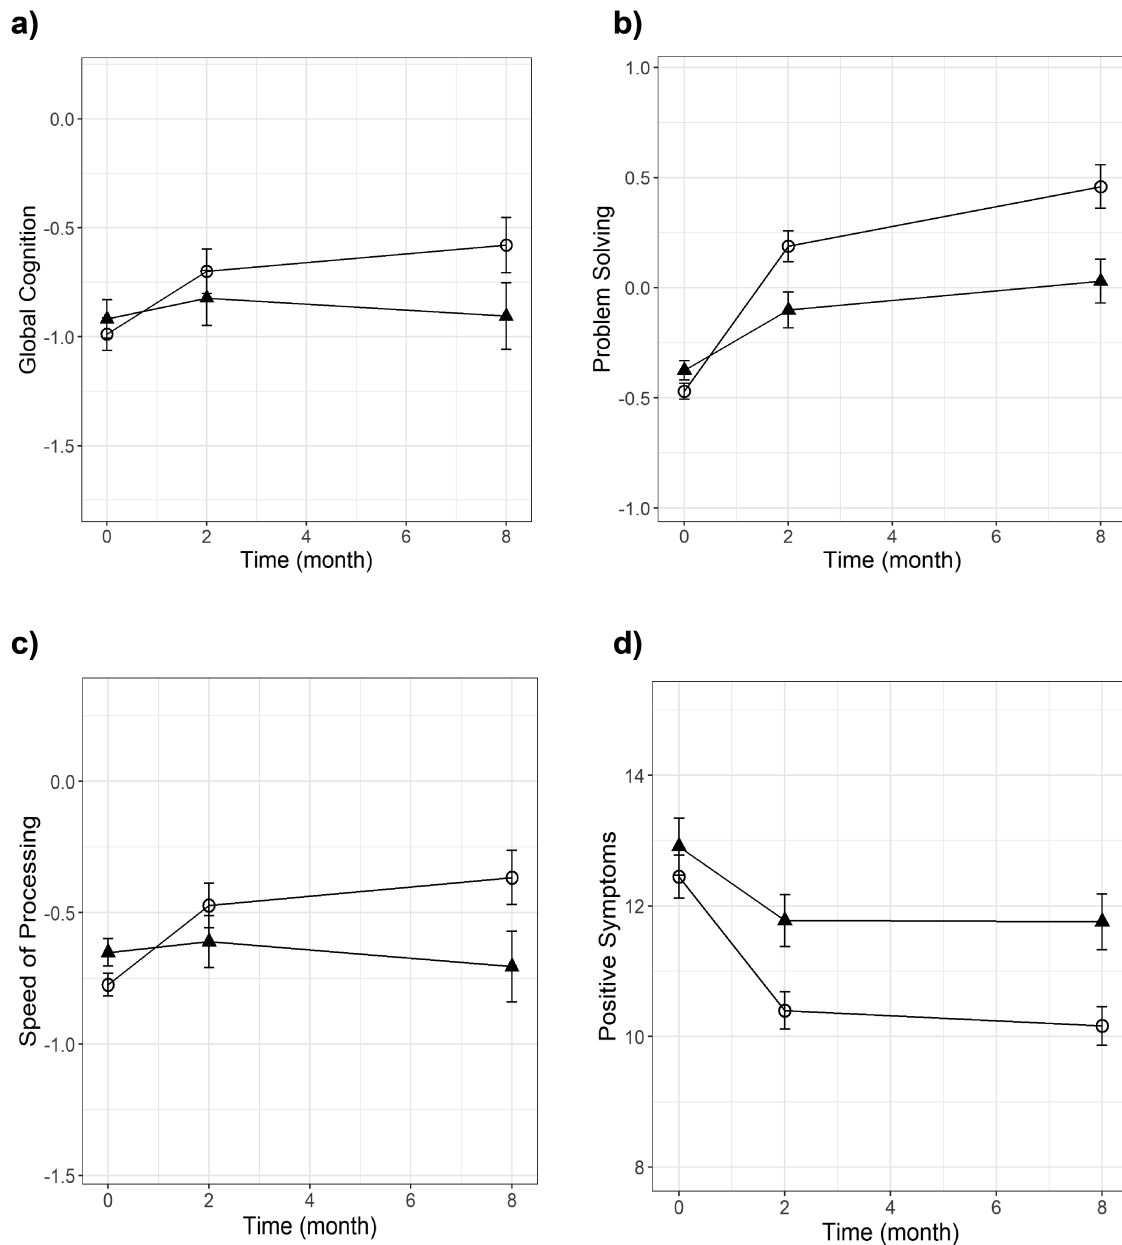 a)
0.0
-0.5
-1.0
-1.5
Global Cognition
0 2 4 6 8
Time (month)
b)
1.0
0.5
0.0
-0.5
-1.0
Problem Solving
0 2 4 6 8
Time (month)
c)
0.0
-0.5
-1.0
-1.5
Speed of Processing
0 2 4 6 8
Time (month)
d)
14
12
10
8
Positive Symptoms
0 2 4 6 8
Time (month)